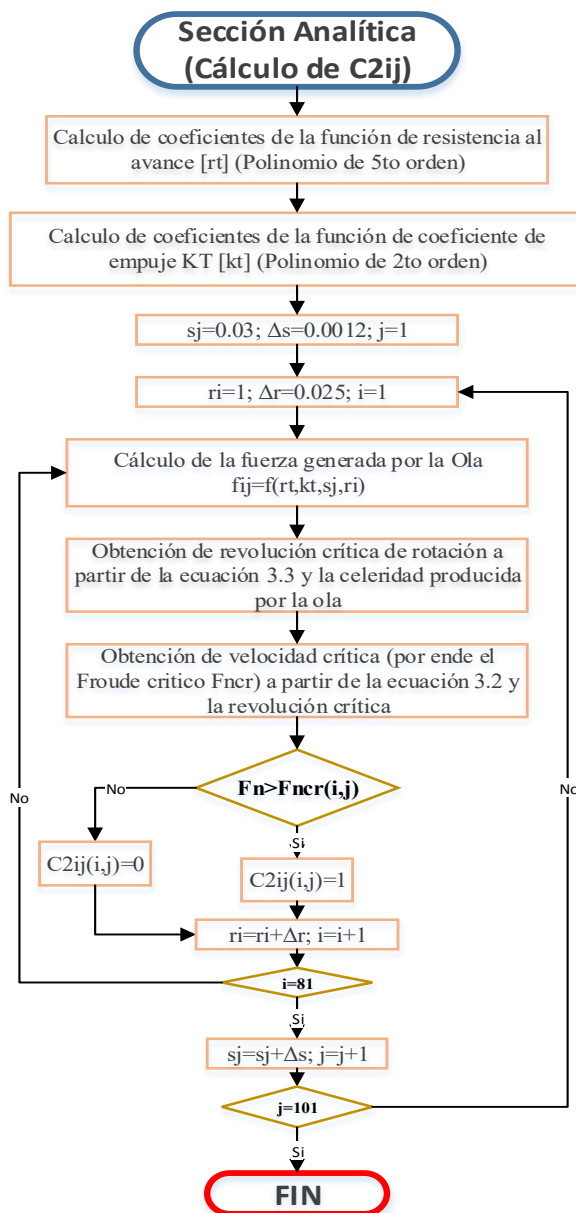 Sección Analítica
(Cálculo de C2ij)
Calculo de coeficientes de la función de resistencia al
avance [rt] (Polinomio de 5to orden)
Calculo de coeficientes de la función de coeficiente de
empuje KT [kt] (Polinomio de 2to orden)
sj=0.03; Δs=0.0012; j=1
ri=1; Δr=0.025; i=1
Cálculo de la fuerza generada por la Ola
fij=f(rt,kt,sj,ri)
Obtención de revolución crítica de rotación a
partir de la ecuación 3.3 y la celeridad producida
por la ola
Obtención de velocidad crítica (por ende el
Froude critico Fncr) a partir de la ecuación 3.2 y
la revolución crítica
Fn>Fncr(i,j)
No
No
No
Si
C2ij(i,j)=0
C2ij(i,j)=1
ri=ri+Δr; i=i+1
i=81
Si
sj=sj+Δs; j=j+1
j=101
Si
FIN